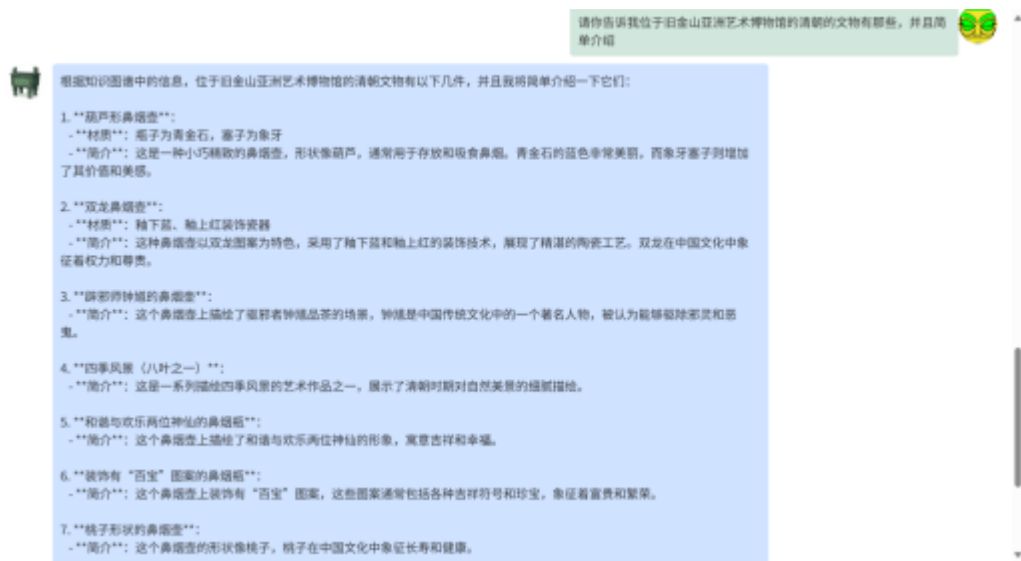 请你告诉我位于旧金山亚洲艺术博物馆的清朝的文物有那些，并且简
单介绍
根据知识图谱中的信息，位于旧金山亚洲艺术博物馆的清朝文物有以下几件，并且我将简单介绍一下它们：
1. **葫芦形鼻烟壶**：
- **材质**：瓶子为青金石，塞子为象牙
- **简介**：这是一种小巧精致的鼻烟壶，形状像葫芦，通常用于存放和吸食鼻烟。青金石的蓝色非常美丽，而象牙塞子则增加
了其价值和美感。
2. **双龙鼻烟壶**：
- **材质**：釉下蓝、釉上红装饰瓷器
- **简介**：这种鼻烟壶以双龙图案为特色，采用了釉下蓝和釉上红的装饰技术，展现了精湛的陶瓷工艺。双龙在中国文化中象
征着权力和尊贵。
3. **辟邪师钟馗的鼻烟壶**：
- **简介**：这个鼻烟壶上描绘了驱邪者钟馗品茶的场景，钟馗是中国传统文化中的一个著名人物，被认为能够驱除邪灵和恶
鬼。
4. **四季风景（八叶之一）**：
- **简介**：这是一系列描绘四季风景的艺术作品之一，展示了清朝时期对自然美景的细腻描绘。
5. **和谐与欢乐两位神仙的鼻烟瓶**：
- **简介**：这个鼻烟壶上描绘了和谐与欢乐两位神仙的形象，寓意吉祥和幸福。
6. **装饰有“百宝”图案的鼻烟瓶**：
- **简介**：这个鼻烟壶上装饰有“百宝”图案，这些图案通常包括各种吉祥符号和珍宝，象征着富贵和繁荣。
7. **桃子形状的鼻烟壶**：
- **简介**：这个鼻烟壶的形状像桃子，桃子在中国文化中象征长寿和健康。